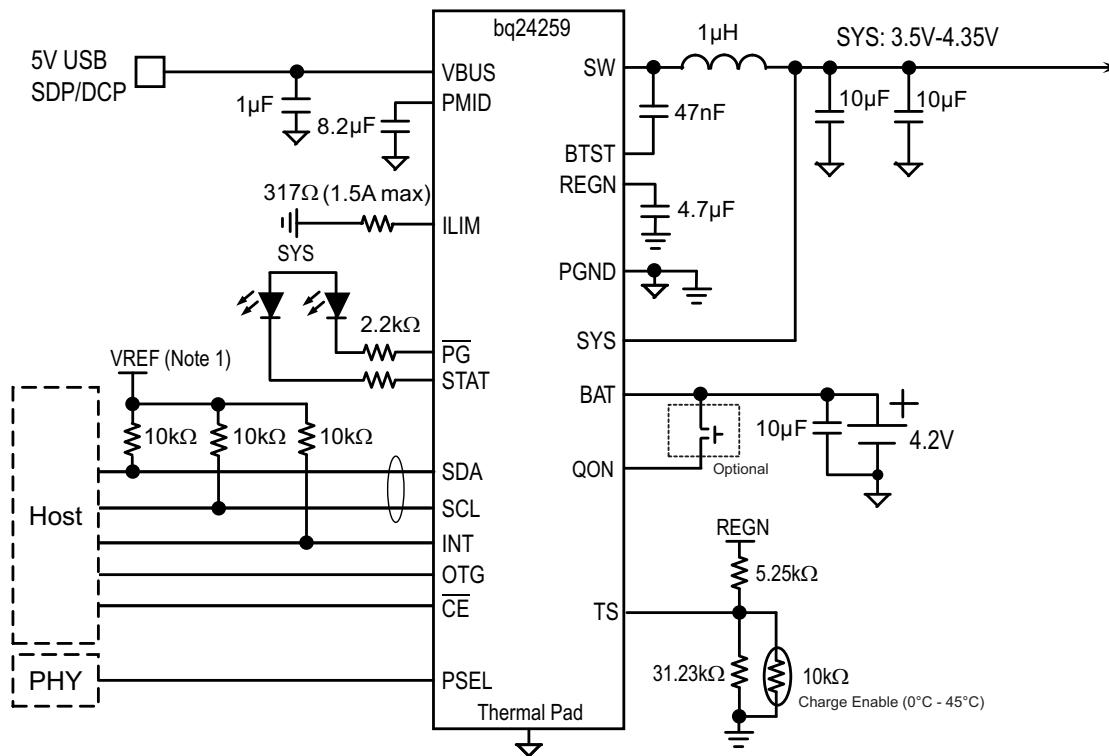 bq24259
5V USB
SDP/DCP
VBUS
1µF
PMID
8.2µF
317Ω (1.5A max)
ILIM
SYS
2.2kΩ
PG
STAT
VREF (Note 1)
10kΩ
10kΩ
10kΩ
Host
SDA
SCL
INT
OTG
CE
PHY
PSEL
Thermal Pad
SW
1µH
SYS: 3.5V-4.35V
47nF
10µF
10µF
BTST
REGN
4.7µF
PGND
SYS
BAT
10µF
4.2V
Optional
QON
REGN
5.25kΩ
TS
31.23kΩ
10kΩ
Charge Enable (0°C - 45°C)